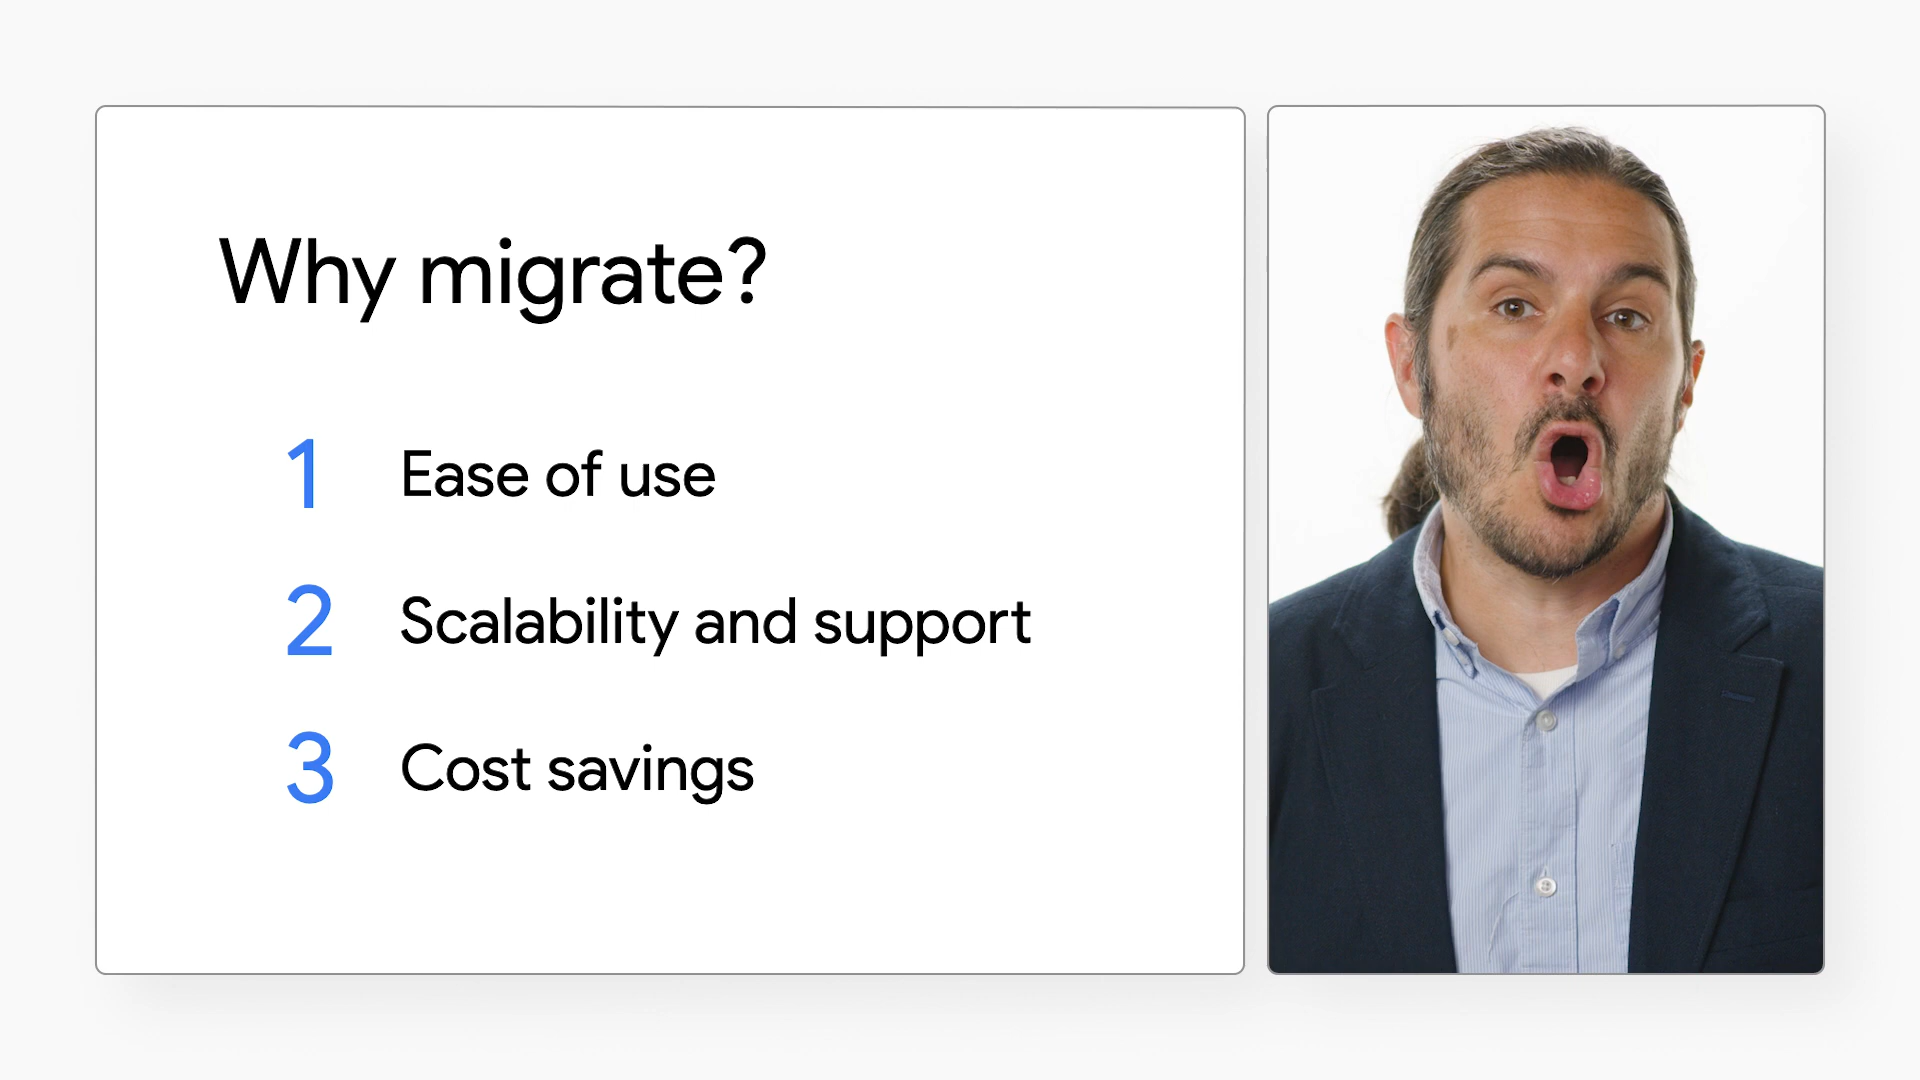 Why migrate?
1 Ease of use
2 Scalability and support
3 Cost savings